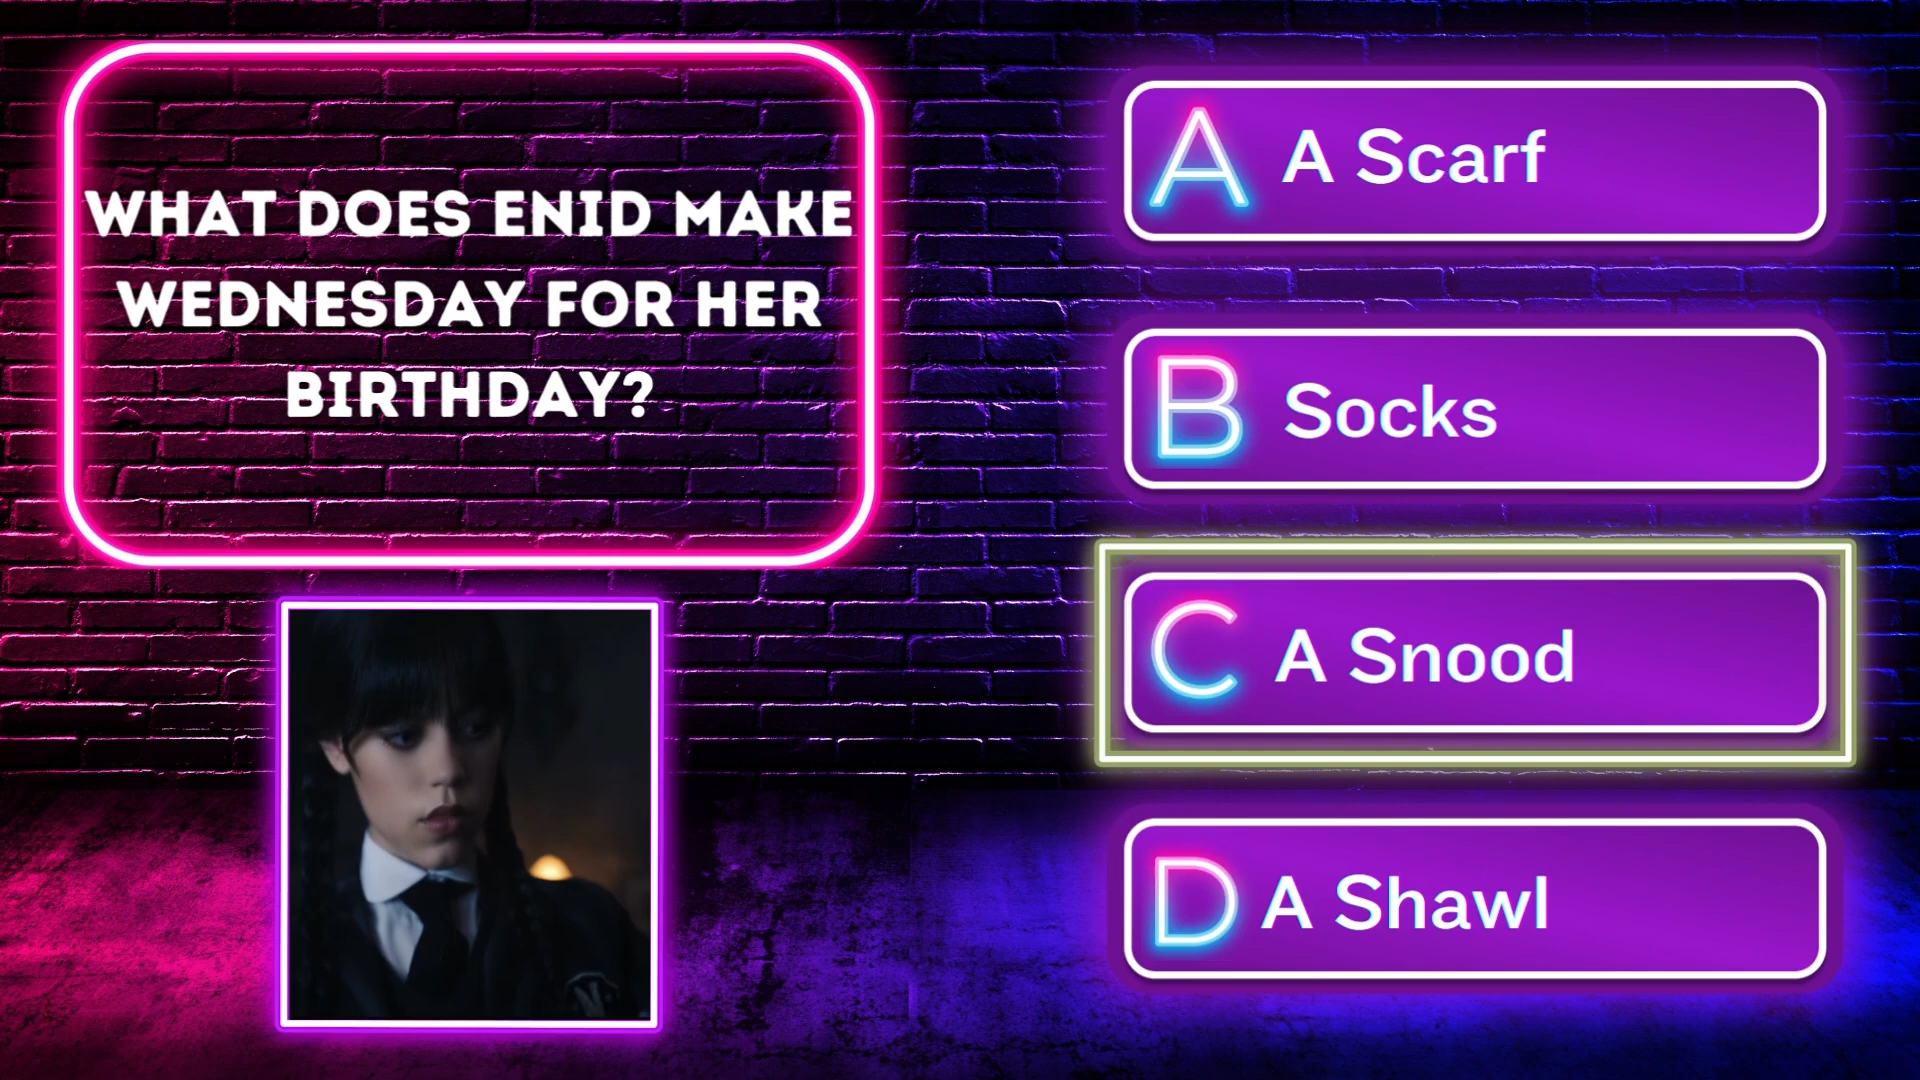 WHAT DOES ENID MAKE
WEDNESDAY FOR HER
BIRTHDAY?
A A Scarf
B Socks
C A Snood
D A Shawl